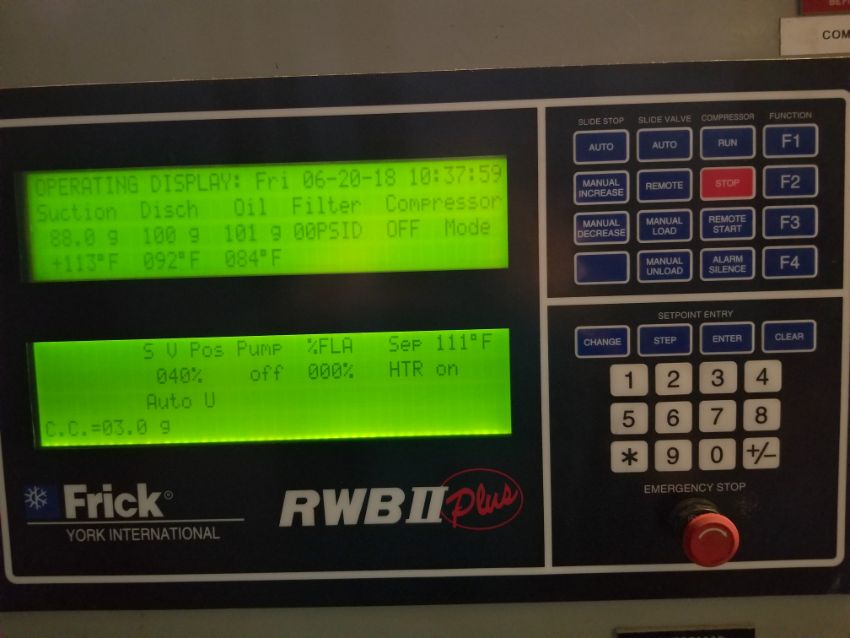 COM
OPERATING DISPLAY: Fri 06-20-18 10:37:59
Suction Disch Oil Filter Compressor
88.0 g 100 g 101 g 00PSID OFF Mode
+113°F 092°F 084°F
S V Pos Pump %FLA Sep 111°F
040% off 000% HTR on
Auto U
C.C.=03.0 g
Frick®
YORK INTERNATIONAL
RWB II Plus
SLIDE STOP SLIDE VALVE COMPRESSOR FUNCTION
AUTO AUTO RUN F1
MANUAL INCREASE REMOTE STOP F2
MANUAL DECREASE MANUAL LOAD REMOTE START F3
MANUAL UNLOAD ALARM SILENCE F4
SETPOINT ENTRY
CHANGE STEP ENTER CLEAR
1 2 3 4
5 6 7 8
* 9 0 +/-
EMERGENCY STOP